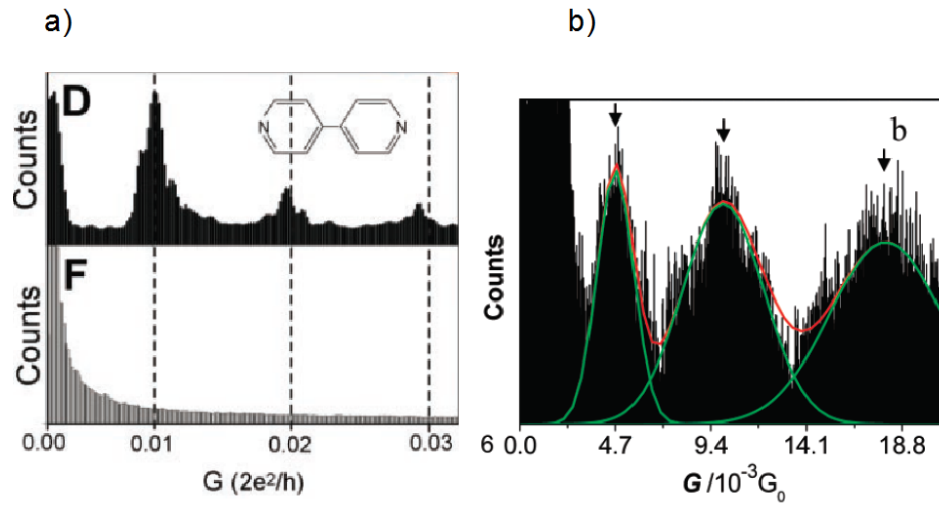 a)
b)
D
N
N
Counts
F
Counts
0.00
0.01
0.02
0.03
G (2e²/h)
b
Counts
6
0.0
4.7
9.4
14.1
18.8
G /10⁻³G₀